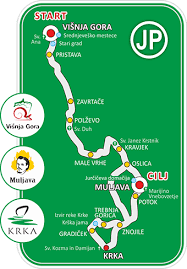 START
VIŠNJA GORA
JP
Srednjeveško mestece
Sv. Ana
Stari grad
PRISTAVA
ZAVRTAČE
Višnja Gora
POLŽEVO
Sv. Duh
Sv. Janez Krstnik
KRAVJEK
MALE VRHE
OSLICA
Jurčičeva domačija
CILJ
MULJAVA
Muljava
Marijino Vnebovzetje
POTOK
TREBNJA GORICA
Izvir reke Krke
Krška jama
GRADIČEK
ZNOJILE
KRKA
KRKA
Sv. Kozma in Damijan